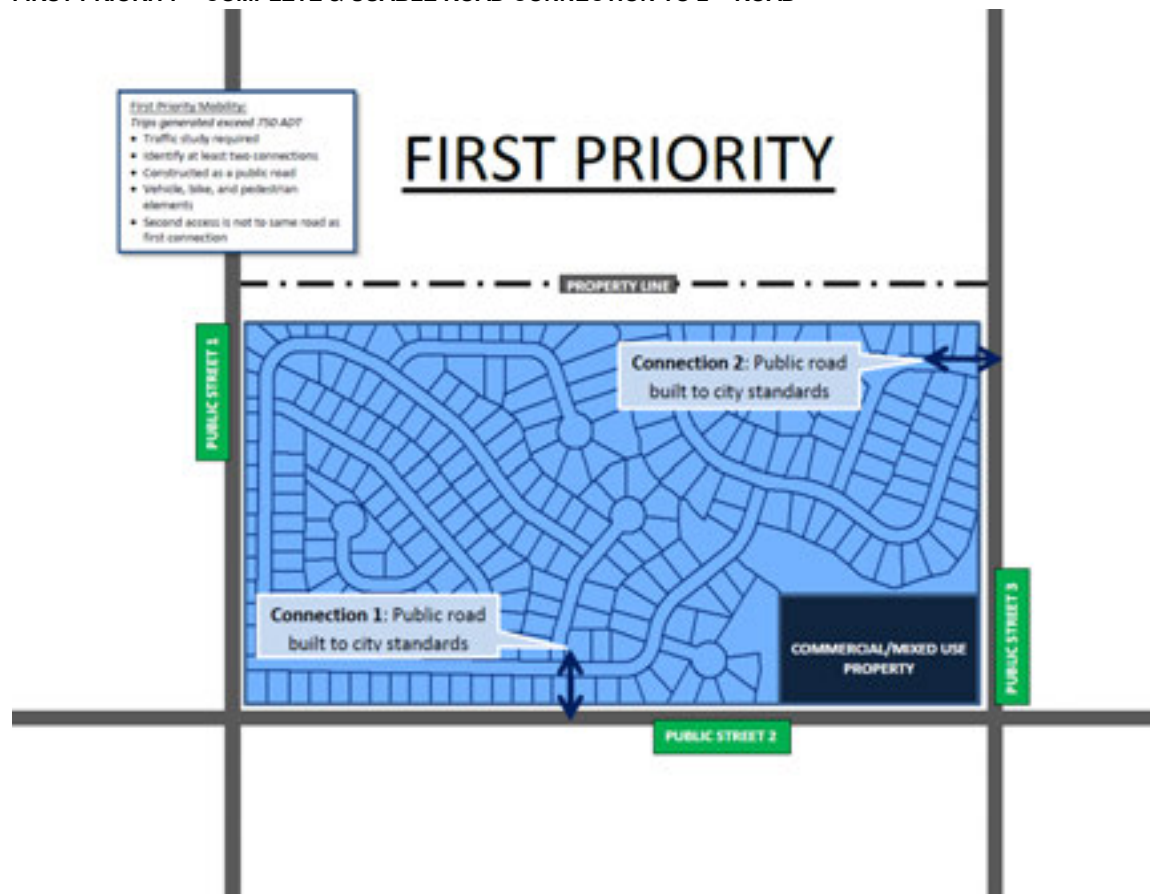 First Priority Mobility:
Trips generated exceed 750 ADT
• Traffic study required
• Identify at least two connections
• Constructed as a public road
• Vehicle, bike, and pedestrian
elements
• Second access is not to same road as
first connection
FIRST PRIORITY
PROPERTY LINE
PUBLIC STREET 1
Connection 2: Public road
built to city standards
Connection 1: Public road
built to city standards
COMMERCIAL/MIXED USE
PROPERTY
PUBLIC STREET 3
PUBLIC STREET 2